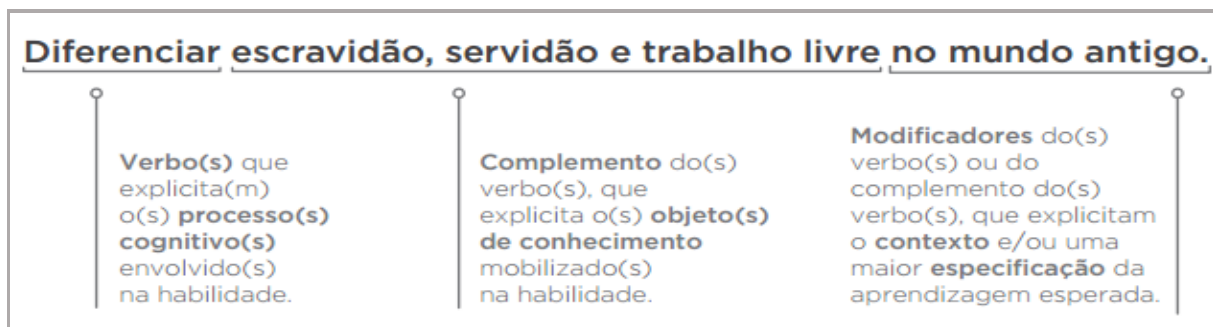 Diferenciar escravidão, servidão e trabalho livre no mundo antigo.
Verbo(s) que
explicita(m)
o(s) processo(s)
cognitivo(s)
envolvido(s)
na habilidade.
Complemento do(s)
verbo(s), que
explicita o(s) objeto(s)
de conhecimento
mobilizado(s)
na habilidade.
Modificadores do(s)
verbo(s) ou do
complemento do(s)
verbo(s), que explicitam
o contexto e/ou uma
maior especificação da
aprendizagem esperada.